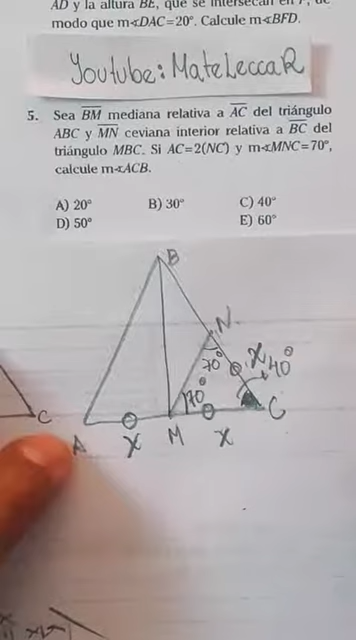 AD y la altura BE, que se intersecan en F, de
modo que m∢DAC=20°. Calcule m∢BFD.
Youtube: MateLeccaR
5. Sea BM mediana relativa a AC del triángulo
ABC y MN ceviana interior relativa a BC del
triángulo MBC. Si AC=2(NC) y m∢MNC=70°,
calcule m∢ACB.
A) 20° B) 30° C) 40°
D) 50° E) 60°
B
N
70° x 40°
70°
C
C
A x M x